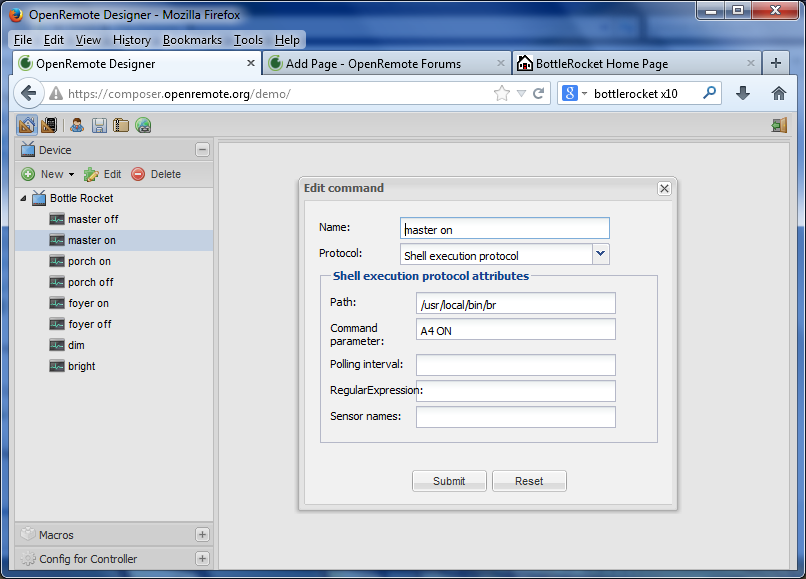 OpenRemote Designer - Mozilla Firefox
File Edit View History Bookmarks Tools Help
OpenRemote Designer
Add Page - OpenRemote Forums
BottleRocket Home Page
https://composer.openremote.org/demo/
bottlerocket x10
Device
New Edit Delete
Bottle Rocket
master off
master on
porch on
porch off
foyer on
foyer off
dim
bright
Macros
Config for Controller
Edit command
Name: master on
Protocol: Shell execution protocol
Shell execution protocol attributes
Path: /usr/local/bin/br
Command
parameter: A4 ON
Polling interval:
RegularExpression:
Sensor names:
Submit Reset